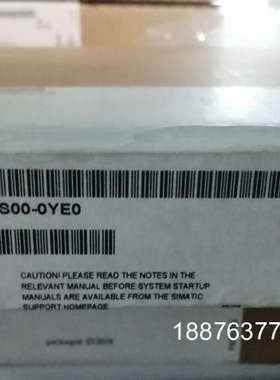 S00-0YE0
CAUTION! PLEASE READ THE NOTES IN THE
RELEVANT MANUAL BEFORE SYSTEM STARTUP
MANUALS ARE AVAILABLE FROM THE SIMATIC
SUPPORT HOMEPAGE
packaged
18876377